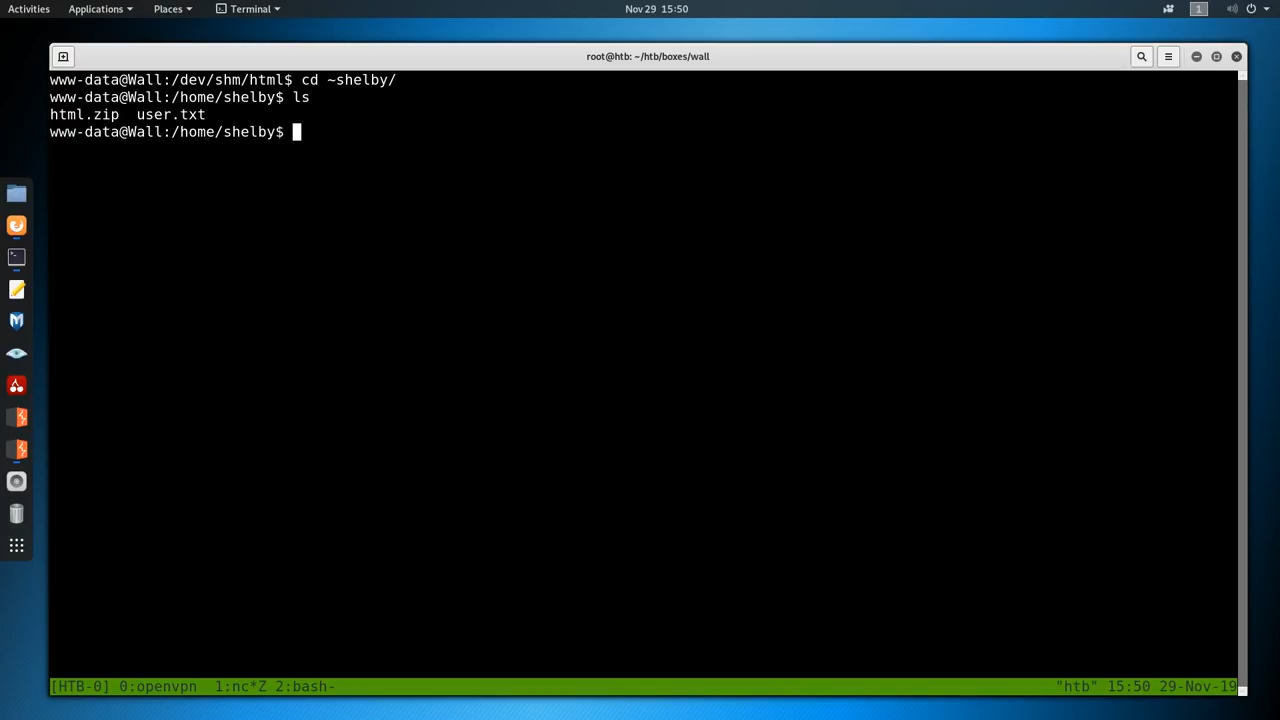 Activities Applications Places Terminal Nov 29 15:50 1
root@htb: ~/htb/boxes/wall
www-data@Wall:/dev/shm/html$ cd ~shelby/
www-data@Wall:/home/shelby$ ls
html.zip  user.txt
www-data@Wall:/home/shelby$
[HTB-0] 0:openvpn  1:nc*Z 2:bash- "htb" 15:50 29-Nov-19